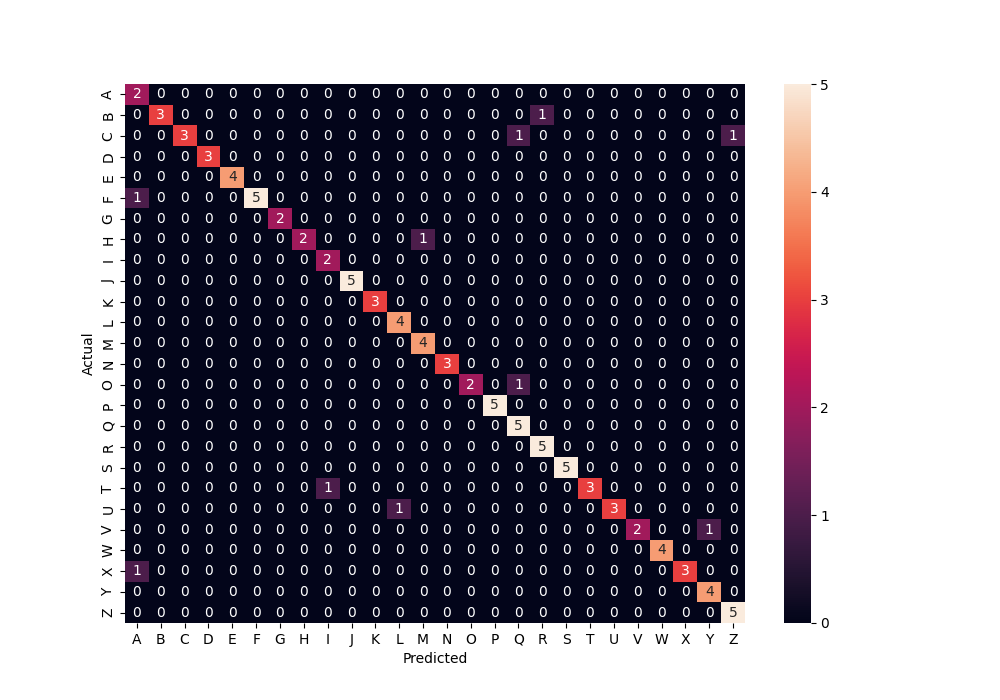 A 2 0 0 0 0 0 0 0 0 0 0 0 0 0 0 0 0 0 0 0 0 0 0 0 0 0
B 0 3 0 0 0 0 0 0 0 0 0 0 0 0 0 0 0 1 0 0 0 0 0 0 0 0
C 0 0 3 0 0 0 0 0 0 0 0 0 0 0 0 0 1 0 0 0 0 0 0 0 0 1
D 0 0 0 3 0 0 0 0 0 0 0 0 0 0 0 0 0 0 0 0 0 0 0 0 0 0
E 0 0 0 0 4 0 0 0 0 0 0 0 0 0 0 0 0 0 0 0 0 0 0 0 0 0
F 1 0 0 0 0 5 0 0 0 0 0 0 0 0 0 0 0 0 0 0 0 0 0 0 0 0
G 0 0 0 0 0 0 2 0 0 0 0 0 0 0 0 0 0 0 0 0 0 0 0 0 0 0
H 0 0 0 0 0 0 0 2 0 0 0 0 1 0 0 0 0 0 0 0 0 0 0 0 0 0
I 0 0 0 0 0 0 0 0 2 0 0 0 0 0 0 0 0 0 0 0 0 0 0 0 0 0
J 0 0 0 0 0 0 0 0 0 5 0 0 0 0 0 0 0 0 0 0 0 0 0 0 0 0
K 0 0 0 0 0 0 0 0 0 0 3 0 0 0 0 0 0 0 0 0 0 0 0 0 0 0
L 0 0 0 0 0 0 0 0 0 0 0 4 0 0 0 0 0 0 0 0 0 0 0 0 0 0
M 0 0 0 0 0 0 0 0 0 0 0 0 4 0 0 0 0 0 0 0 0 0 0 0 0 0
N 0 0 0 0 0 0 0 0 0 0 0 0 0 3 0 0 0 0 0 0 0 0 0 0 0 0
O 0 0 0 0 0 0 0 0 0 0 0 0 0 0 2 0 1 0 0 0 0 0 0 0 0 0
P 0 0 0 0 0 0 0 0 0 0 0 0 0 0 0 5 0 0 0 0 0 0 0 0 0 0
Q 0 0 0 0 0 0 0 0 0 0 0 0 0 0 0 0 5 0 0 0 0 0 0 0 0 0
R 0 0 0 0 0 0 0 0 0 0 0 0 0 0 0 0 0 5 0 0 0 0 0 0 0 0
S 0 0 0 0 0 0 0 0 0 0 0 0 0 0 0 0 0 0 5 0 0 0 0 0 0 0
T 0 0 0 0 0 0 0 0 1 0 0 0 0 0 0 0 0 0 0 3 0 0 0 0 0 0
U 0 0 0 0 0 0 0 0 0 0 0 1 0 0 0 0 0 0 0 0 3 0 0 0 0 0
V 0 0 0 0 0 0 0 0 0 0 0 0 0 0 0 0 0 0 0 0 0 2 0 0 1 0
W 0 0 0 0 0 0 0 0 0 0 0 0 0 0 0 0 0 0 0 0 0 0 4 0 0 0
X 1 0 0 0 0 0 0 0 0 0 0 0 0 0 0 0 0 0 0 0 0 0 0 3 0 0
Y 0 0 0 0 0 0 0 0 0 0 0 0 0 0 0 0 0 0 0 0 0 0 0 0 4 0
Z 0 0 0 0 0 0 0 0 0 0 0 0 0 0 0 0 0 0 0 0 0 0 0 0 0 5
A B C D E F G H I J K L M N O P Q R S T U V W X Y Z
Predicted
Actual
5
4
3
2
1
0